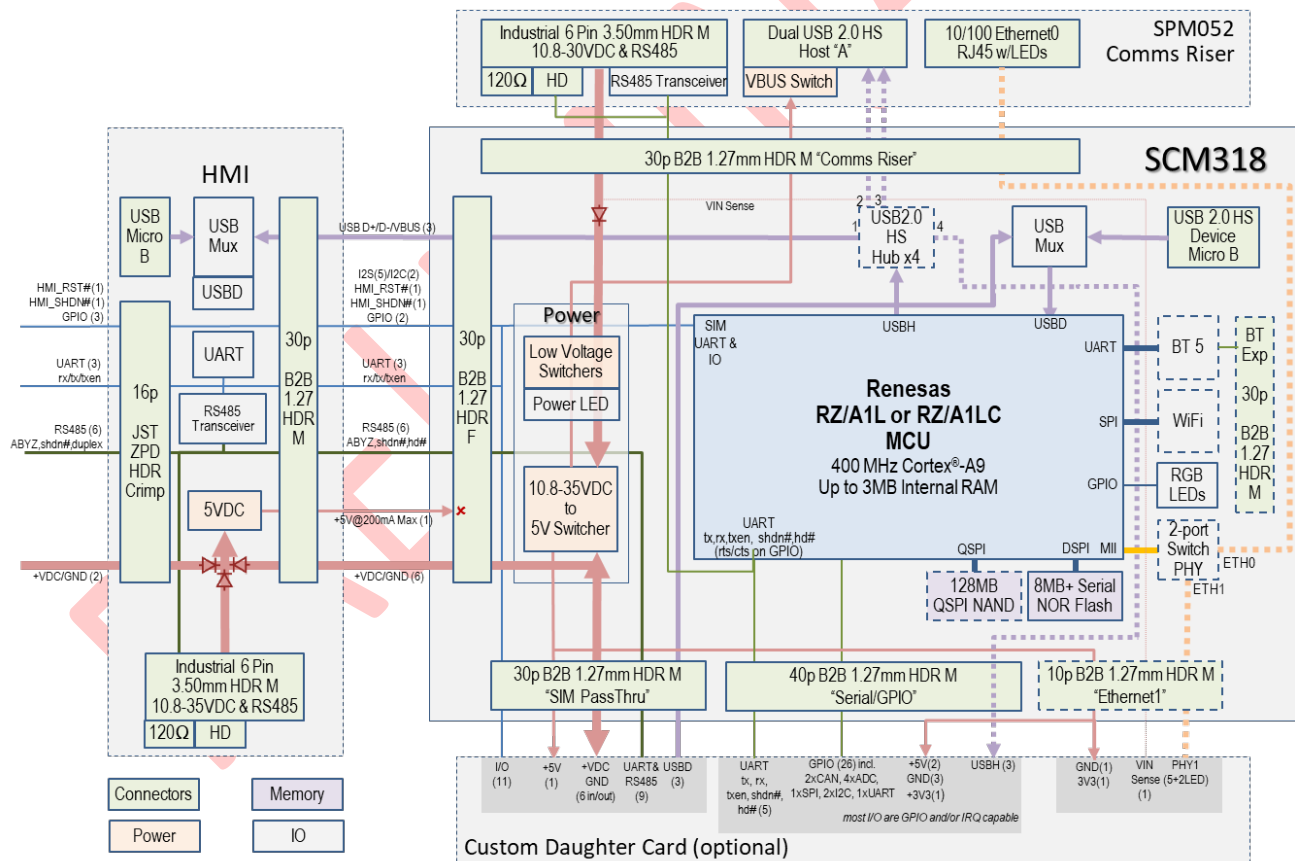 Industrial 6 Pin 3.50mm HDR M
10.8-30VDC & RS485
120Ω
HD
RS485 Transceiver
Dual USB 2.0 HS
Host “A”
VBUS Switch
10/100 Ethernet0
RJ45 w/LEDs
SPM052
Comms Riser
30p B2B 1.27mm HDR M “Comms Riser”
SCM318
HMI
USB
Micro
B
USB
Mux
USBD
UART
RS485
Transceiver
5VDC
30p
B2B
1.27
HDR
M
16p
JST
ZPD
HDR
Crimp
HMI_RST# (1)
HMI_SHDN# (1)
GPIO (3)
UART (3)
rx/tx/txen
RS485 (6)
ABYZ,shdn#,duplex
+VDC/GND (2)
Industrial 6 Pin
3.50mm HDR M
10.8-35VDC & RS485
120Ω
HD
USB D+/D-/VBUS (3)
I2S(5)/I2C(2)
HMI_RST# (1)
HMI_SHDN# (1)
GPIO (2)
UART (3)
rx/tx/txen
RS485 (6)
ABYZ,shdn#,hd#
+5V@200mA Max (1)
+VDC/GND (6)
30p
B2B
1.27
HDR
F
VIN Sense
Power
Low Voltage
Switchers
Power LED
10.8-35VDC
to
5V Switcher
2
3
1
4
USB2.0
HS
Hub x4
USB
Mux
USB 2.0 HS
Device
Micro B
SIM
UART &
IO
USBH
USBD
Renesas
RZ/A1L or RZ/A1LC
MCU
400 MHz Cortex®-A9
Up to 3MB Internal RAM
UART
SPI
GPIO
MII
UART
tx,rx,txen, shdn#,hd#
(rts/cts on GPIO)
QSPI
DSPI
BT 5
WiFi
RGB
LEDs
2-port
Switch
PHY
ETH0
ETH1
BT
Exp
30p
B2B
1.27
HDR
M
128MB
QSPI NAND
8MB+ Serial
NOR Flash
30p B2B 1.27mm HDR M
“SIM PassThru”
40p B2B 1.27mm HDR M
“Serial/GPIO”
10p B2B 1.27mm HDR M
“Ethernet1”
I/O
(11)
+5V
(1)
+VDC
GND
(6 in/out)
UART&
RS485
(9)
USBD
(3)
UART
tx, rx,
txen, shdn#,
hd# (5)
GPIO (26) incl.
2xCAN, 4xADC,
1xSPI, 2xI2C, 1xUART
+5V(2)
GND(3)
+3V3(1)
USBH (3)
most I/O are GPIO and/or IRQ capable
GND(1)
3V3(1)
VIN
Sense
(1)
PHY1
(5+2LED)
Custom Daughter Card (optional)
Connectors
Memory
Power
IO